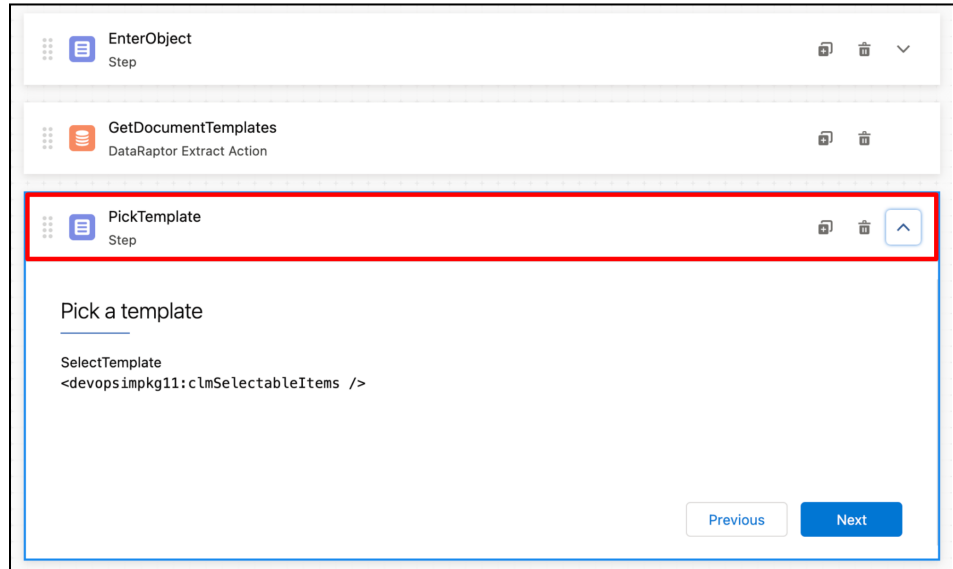 EnterObject
Step
GetDocumentTemplates
DataRaptor Extract Action
PickTemplate
Step
Pick a template
SelectTemplate
<devopsimpkg11:clmSelectableItems />
Previous
Next